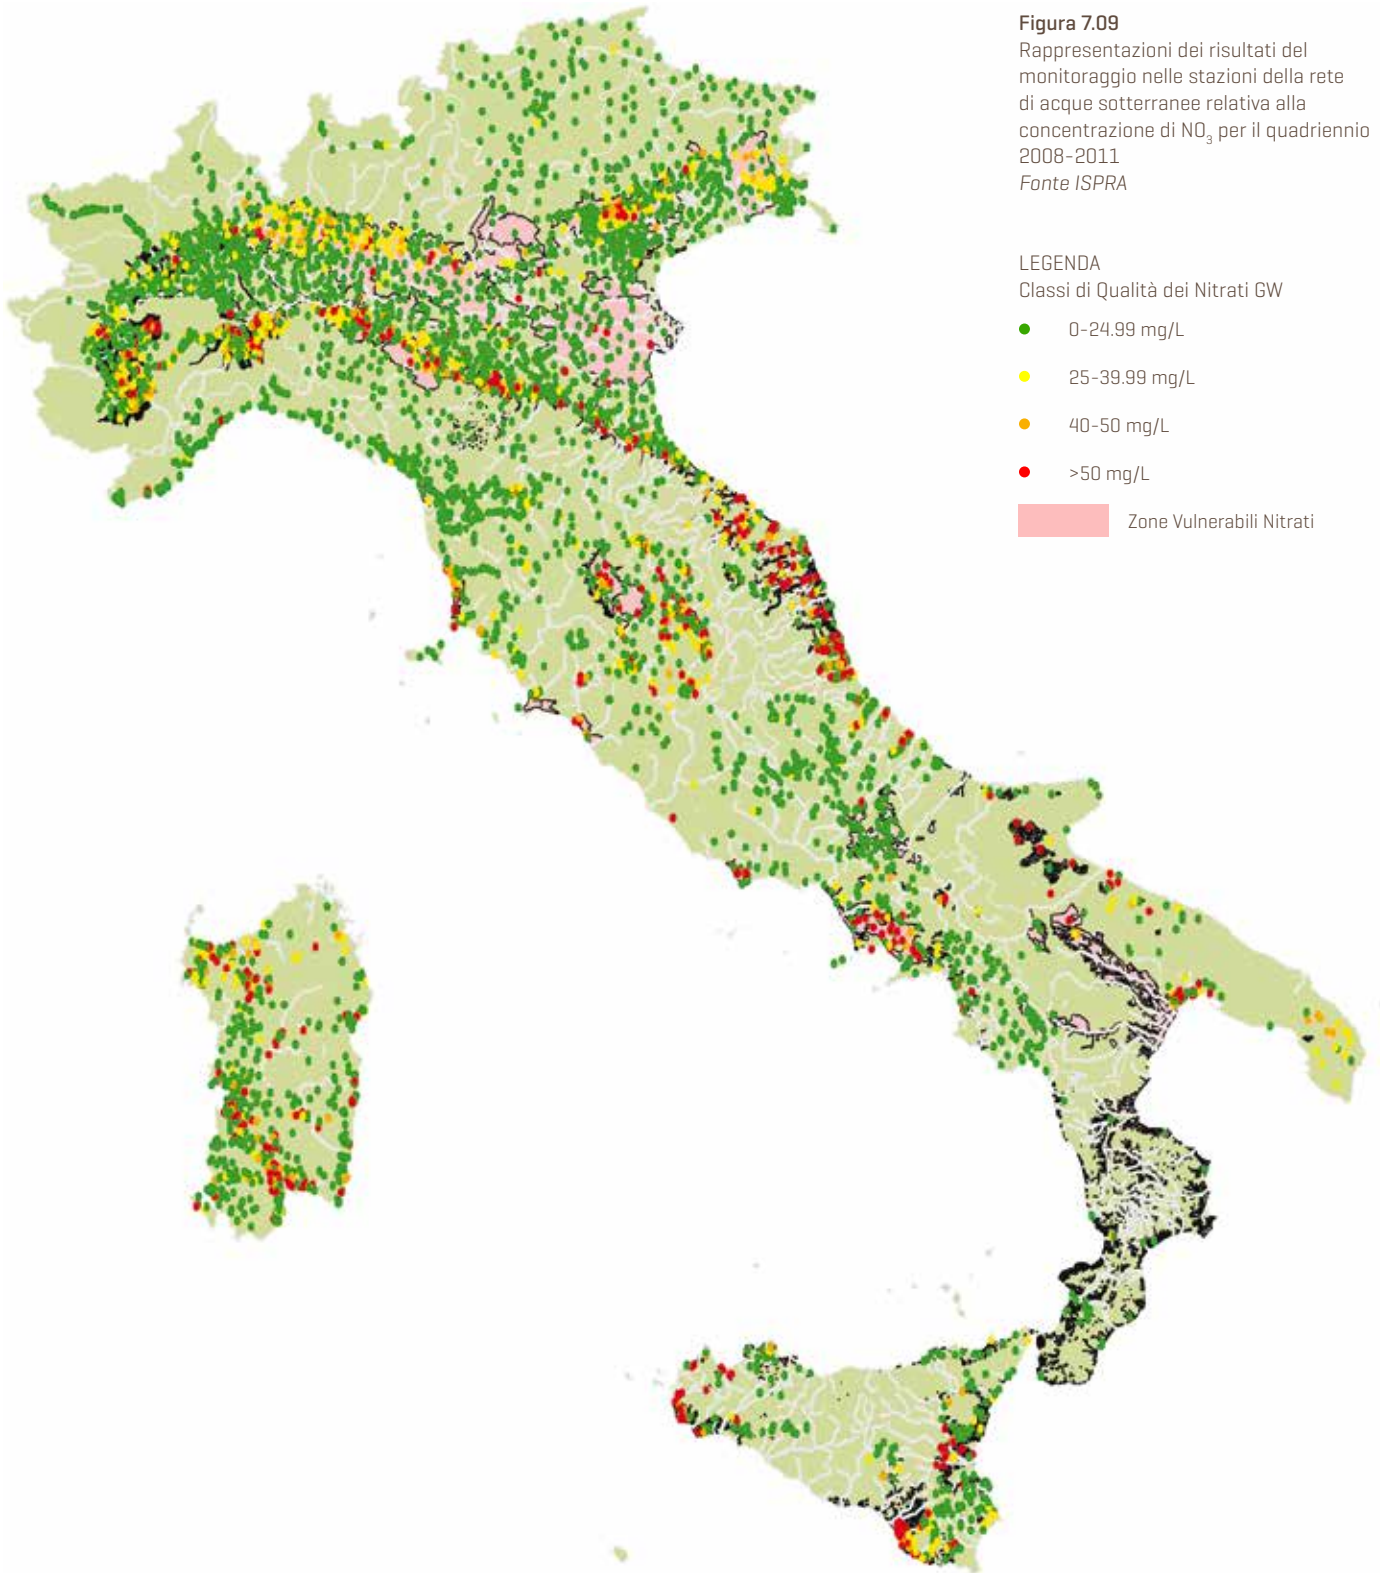 Figura 7.09
Rappresentazioni dei risultati del
monitoraggio nelle stazioni della rete
di acque sotterranee relativa alla
concentrazione di NO₃ per il quadriennio
2008-2011
Fonte ISPRA
LEGENDA
Classi di Qualità dei Nitrati GW
0-24.99 mg/L
25-39.99 mg/L
40-50 mg/L
>50 mg/L
Zone Vulnerabili Nitrati